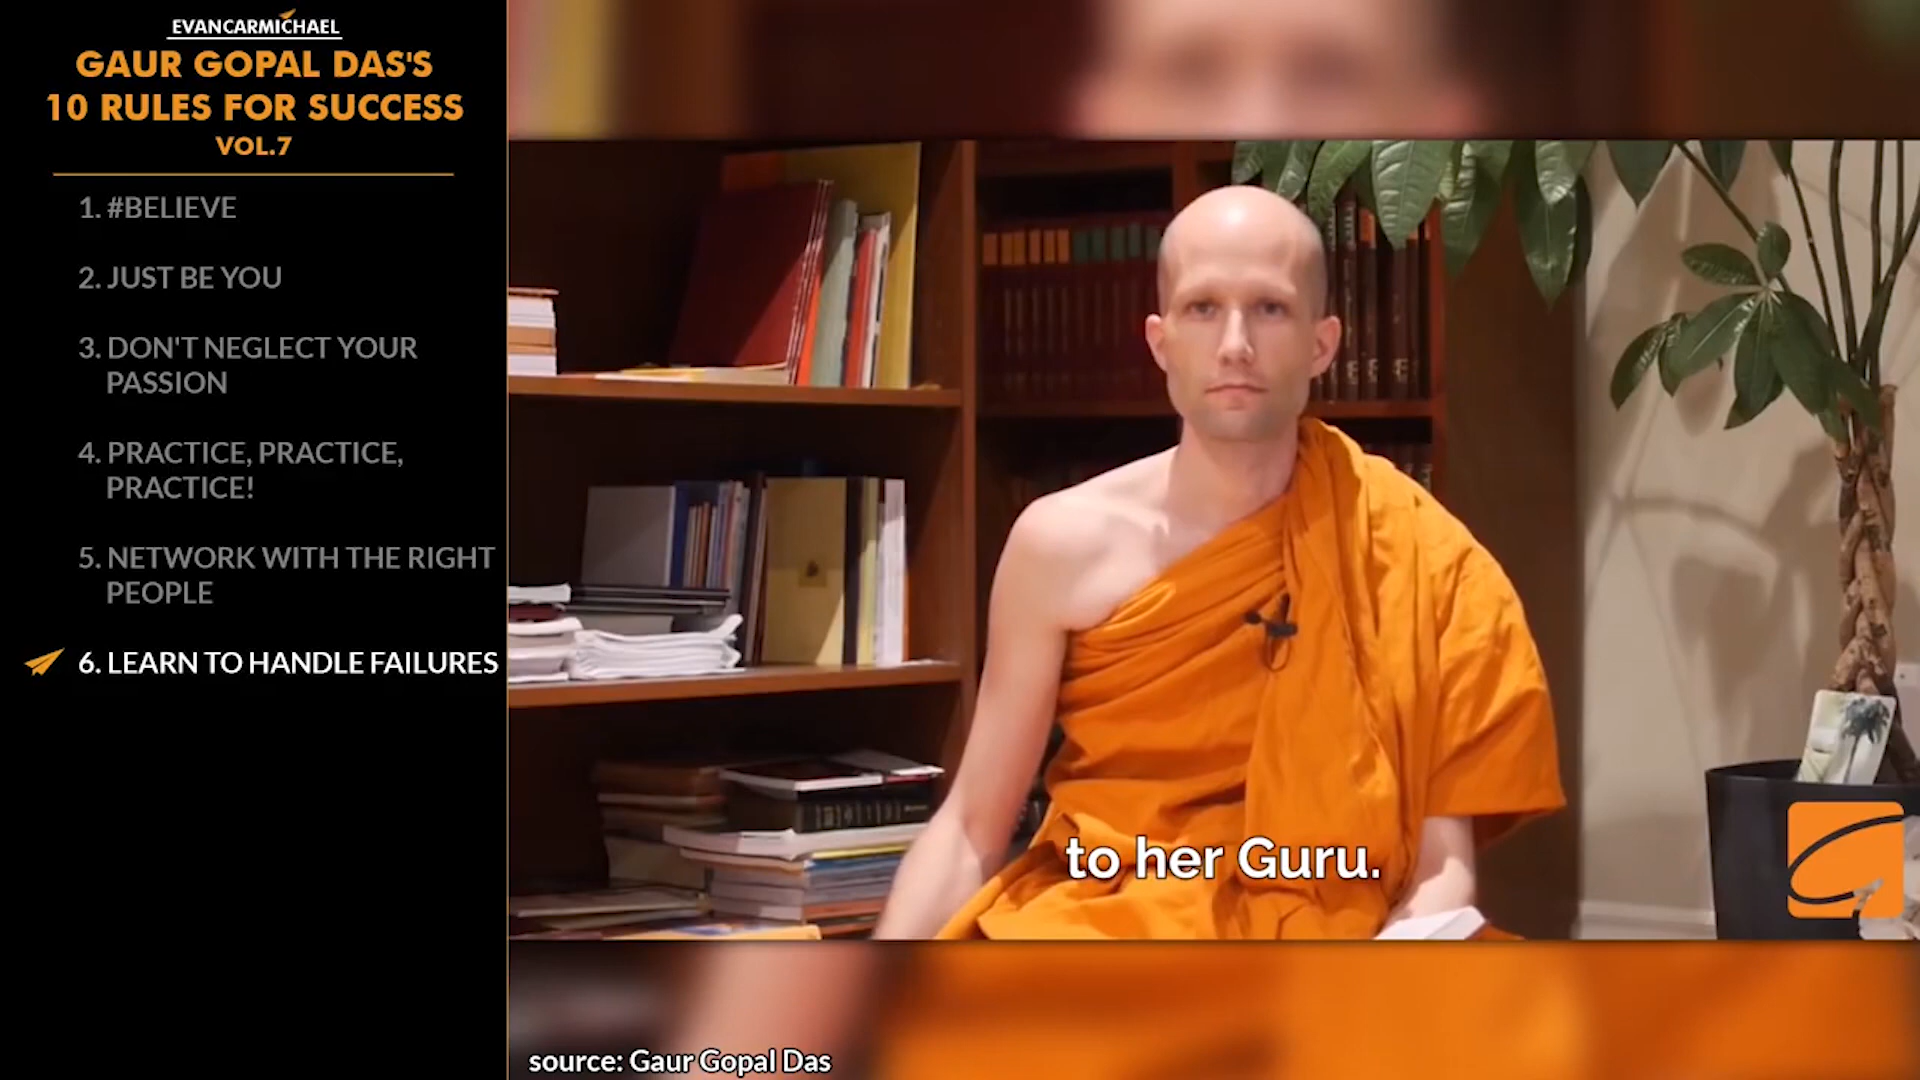 EVANCARMICHAEL
GAUR GOPAL DAS'S
10 RULES FOR SUCCESS
VOL.7
1. #BELIEVE
2. JUST BE YOU
3. DON'T NEGLECT YOUR
PASSION
4. PRACTICE, PRACTICE,
PRACTICE!
5. NETWORK WITH THE RIGHT
PEOPLE
6. LEARN TO HANDLE FAILURES
to her Guru.
source: Gaur Gopal Das